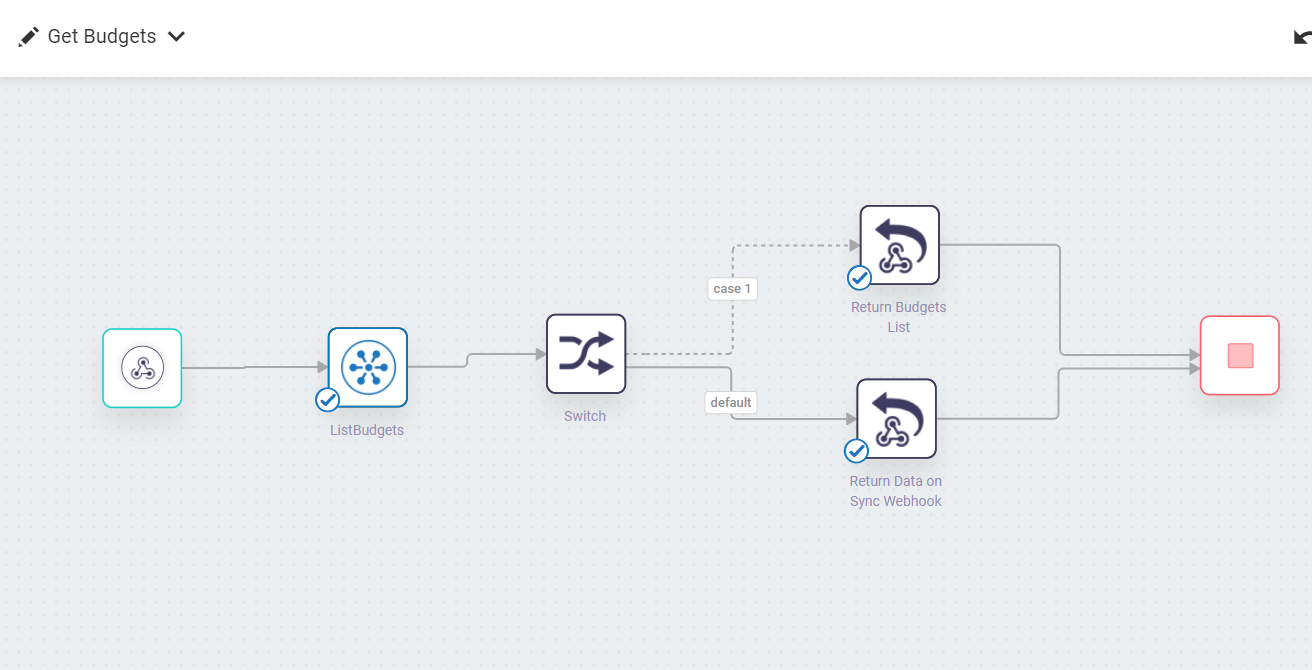 Get Budgets
case 1
Return Budgets
List
ListBudgets
Switch
default
Return Data on
Sync Webhook